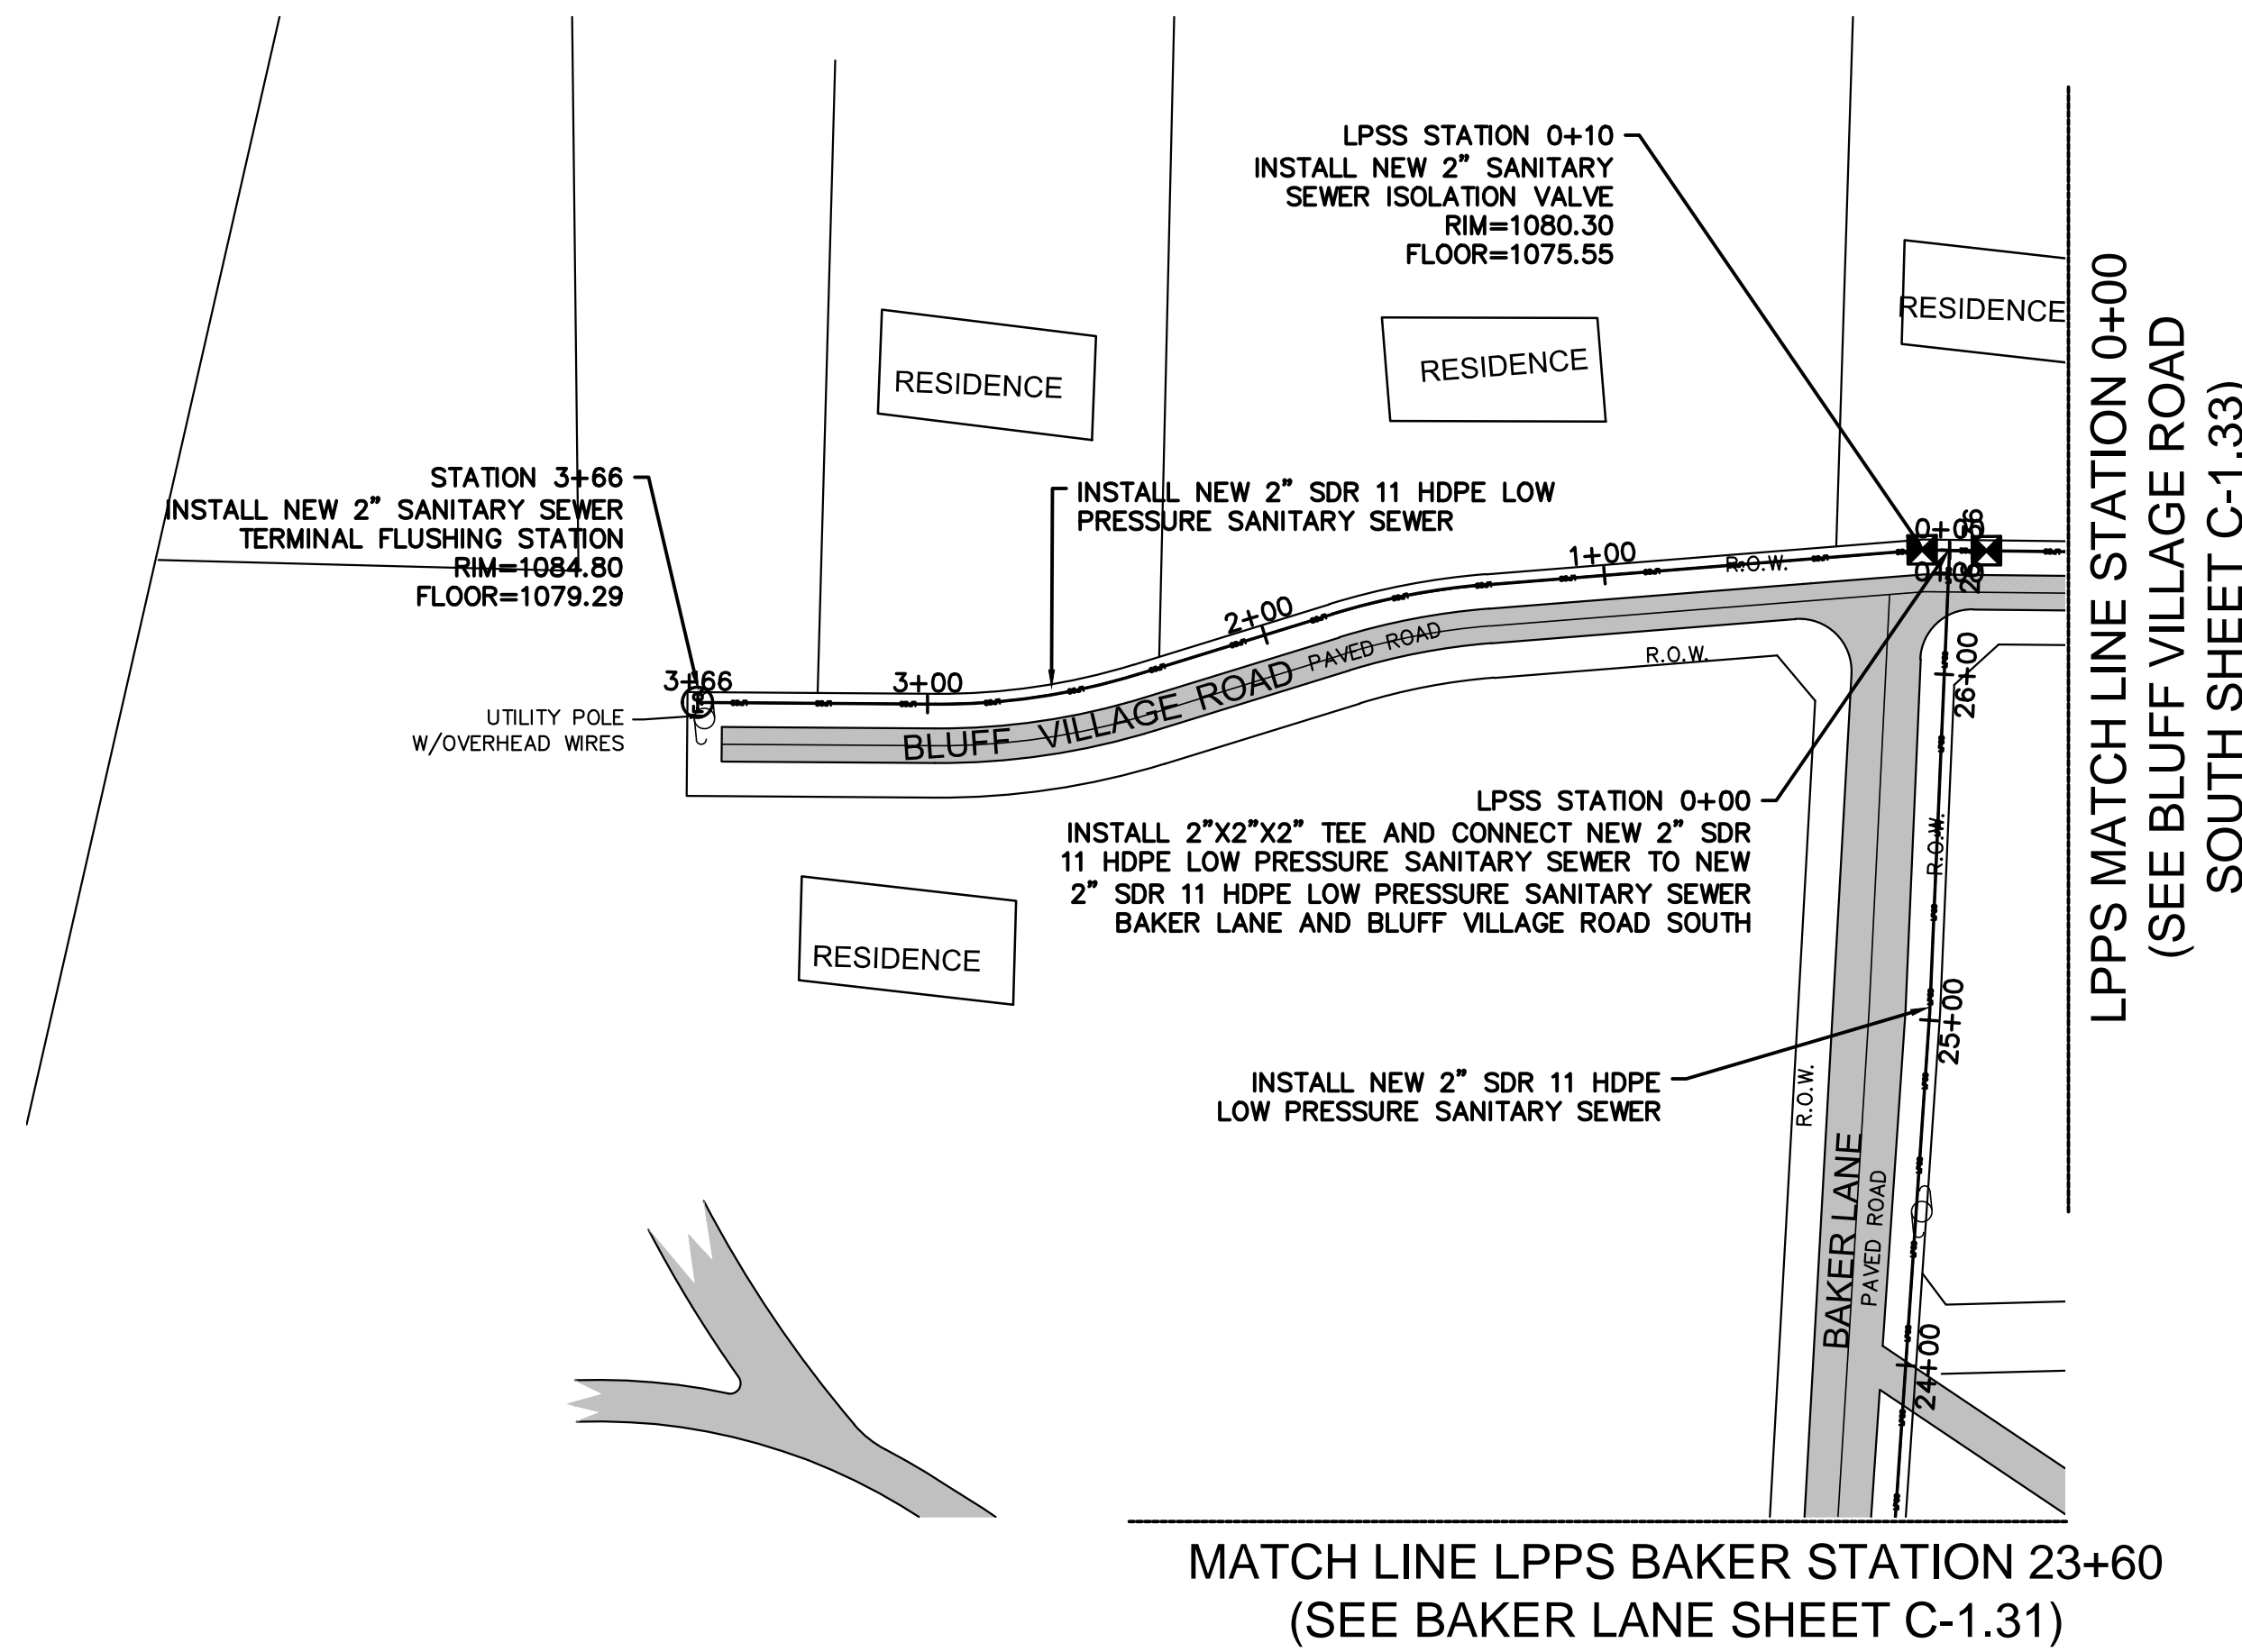 LPSS STATION 0+10
INSTALL NEW 2" SANITARY
SEWER ISOLATION VALVE
RIM=1080.30
FLOOR=1075.55
RESIDENCE
RESIDENCE
RESIDENCE
STATION 3+66
INSTALL NEW 2" SANITARY SEWER
TERMINAL FLUSHING STATION
RIM=1084.80
FLOOR=1079.29
INSTALL NEW 2" SDR 11 HDPE LOW
PRESSURE SANITARY SEWER
3+66
3+00
2+00
1+00
R.O.W.
0+00
UTILITY POLE
W/OVERHEAD WIRES
BLUFF VILLAGE ROAD
PAVED ROAD
R.O.W.
26+00
LPSS STATION 0+00
INSTALL 2"X2"X2" TEE AND CONNECT NEW 2" SDR
11 HDPE LOW PRESSURE SANITARY SEWER TO NEW
2" SDR 11 HDPE LOW PRESSURE SANITARY SEWER
BAKER LANE AND BLUFF VILLAGE ROAD SOUTH
R.O.W.
RESIDENCE
25+00
INSTALL NEW 2" SDR 11 HDPE
LOW PRESSURE SANITARY SEWER
R.O.W.
BAKER LANE
PAVED ROAD
24+00
LPPS MATCH LINE STATION 0+00
(SEE BLUFF VILLAGE ROAD
SOUTH SHEET C-1.33)
MATCH LINE LPPS BAKER STATION 23+60
(SEE BAKER LANE SHEET C-1.31)